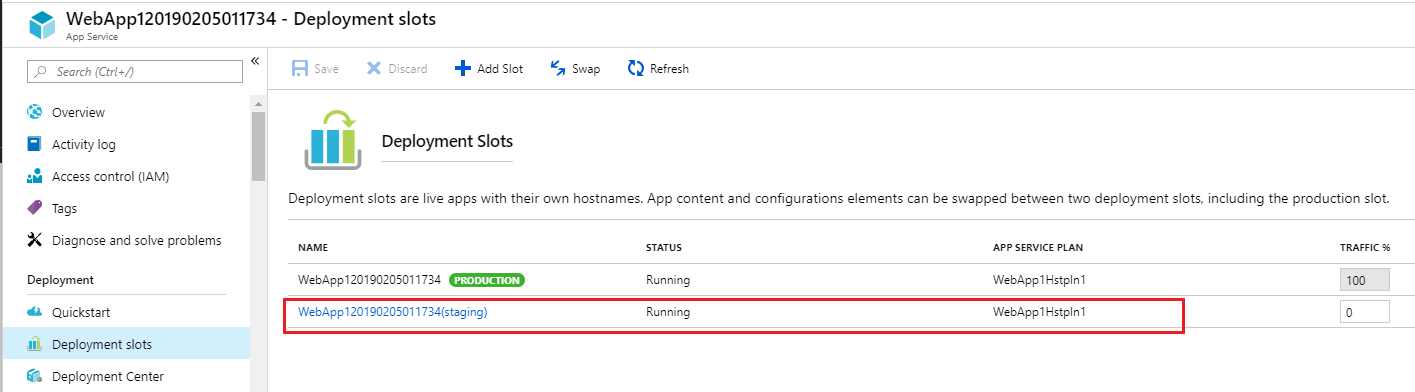 WebApp120190205011734 - Deployment slots
App Service
Search (Ctrl+/)
«
Save Discard Add Slot Swap Refresh
Overview
Activity log
Access control (IAM)
Tags
Diagnose and solve problems
Deployment
Quickstart
Deployment slots
Deployment Center
Deployment Slots
Deployment slots are live apps with their own hostnames. App content and configurations elements can be swapped between two deployment slots, including the production slot.
NAME STATUS APP SERVICE PLAN TRAFFIC %
WebApp120190205011734 PRODUCTION Running WebApp1Hstpln1 100
WebApp120190205011734(staging) Running WebApp1Hstpln1 0